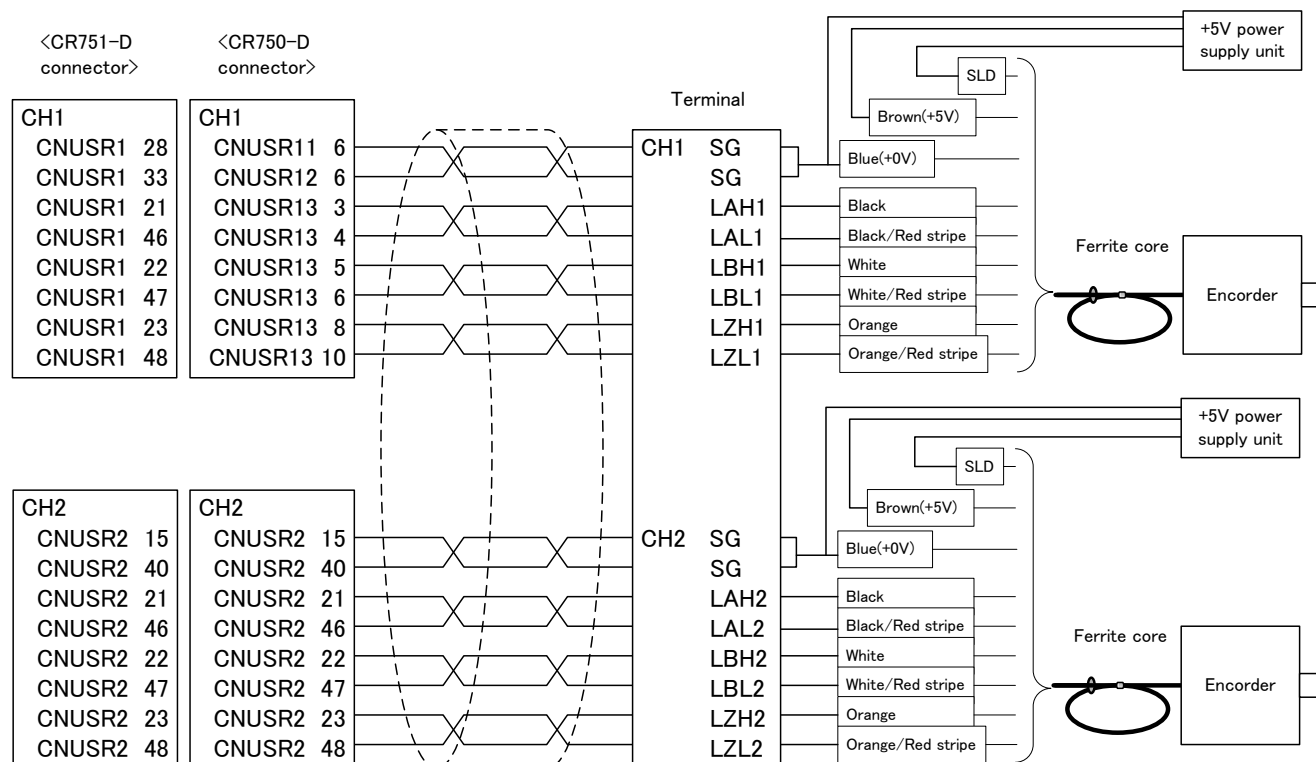 <CR751-D
connector>
<CR750-D
connector>
+5V power
supply unit
SLD
Terminal
Brown(+5V)
Blue(+0V)
CH1
CNUSR1 28
CNUSR1 33
CNUSR1 21
CNUSR1 46
CNUSR1 22
CNUSR1 47
CNUSR1 23
CNUSR1 48
CH1
CNUSR11 6
CNUSR12 6
CNUSR13 3
CNUSR13 4
CNUSR13 5
CNUSR13 6
CNUSR13 8
CNUSR13 10
CH1 SG
SG
LAH1
LAL1
LBH1
LBL1
LZH1
LZL1
Black
Black/Red stripe
White
White/Red stripe
Orange
Orange/Red stripe
Ferrite core
Encorder
+5V power
supply unit
SLD
Brown(+5V)
Blue(+0V)
CH2
CNUSR2 15
CNUSR2 40
CNUSR2 21
CNUSR2 46
CNUSR2 22
CNUSR2 47
CNUSR2 23
CNUSR2 48
CH2
CNUSR2 15
CNUSR2 40
CNUSR2 21
CNUSR2 46
CNUSR2 22
CNUSR2 47
CNUSR2 23
CNUSR2 48
CH2 SG
SG
LAH2
LAL2
LBH2
LBL2
LZH2
LZL2
Black
Black/Red stripe
White
White/Red stripe
Orange
Orange/Red stripe
Ferrite core
Encorder